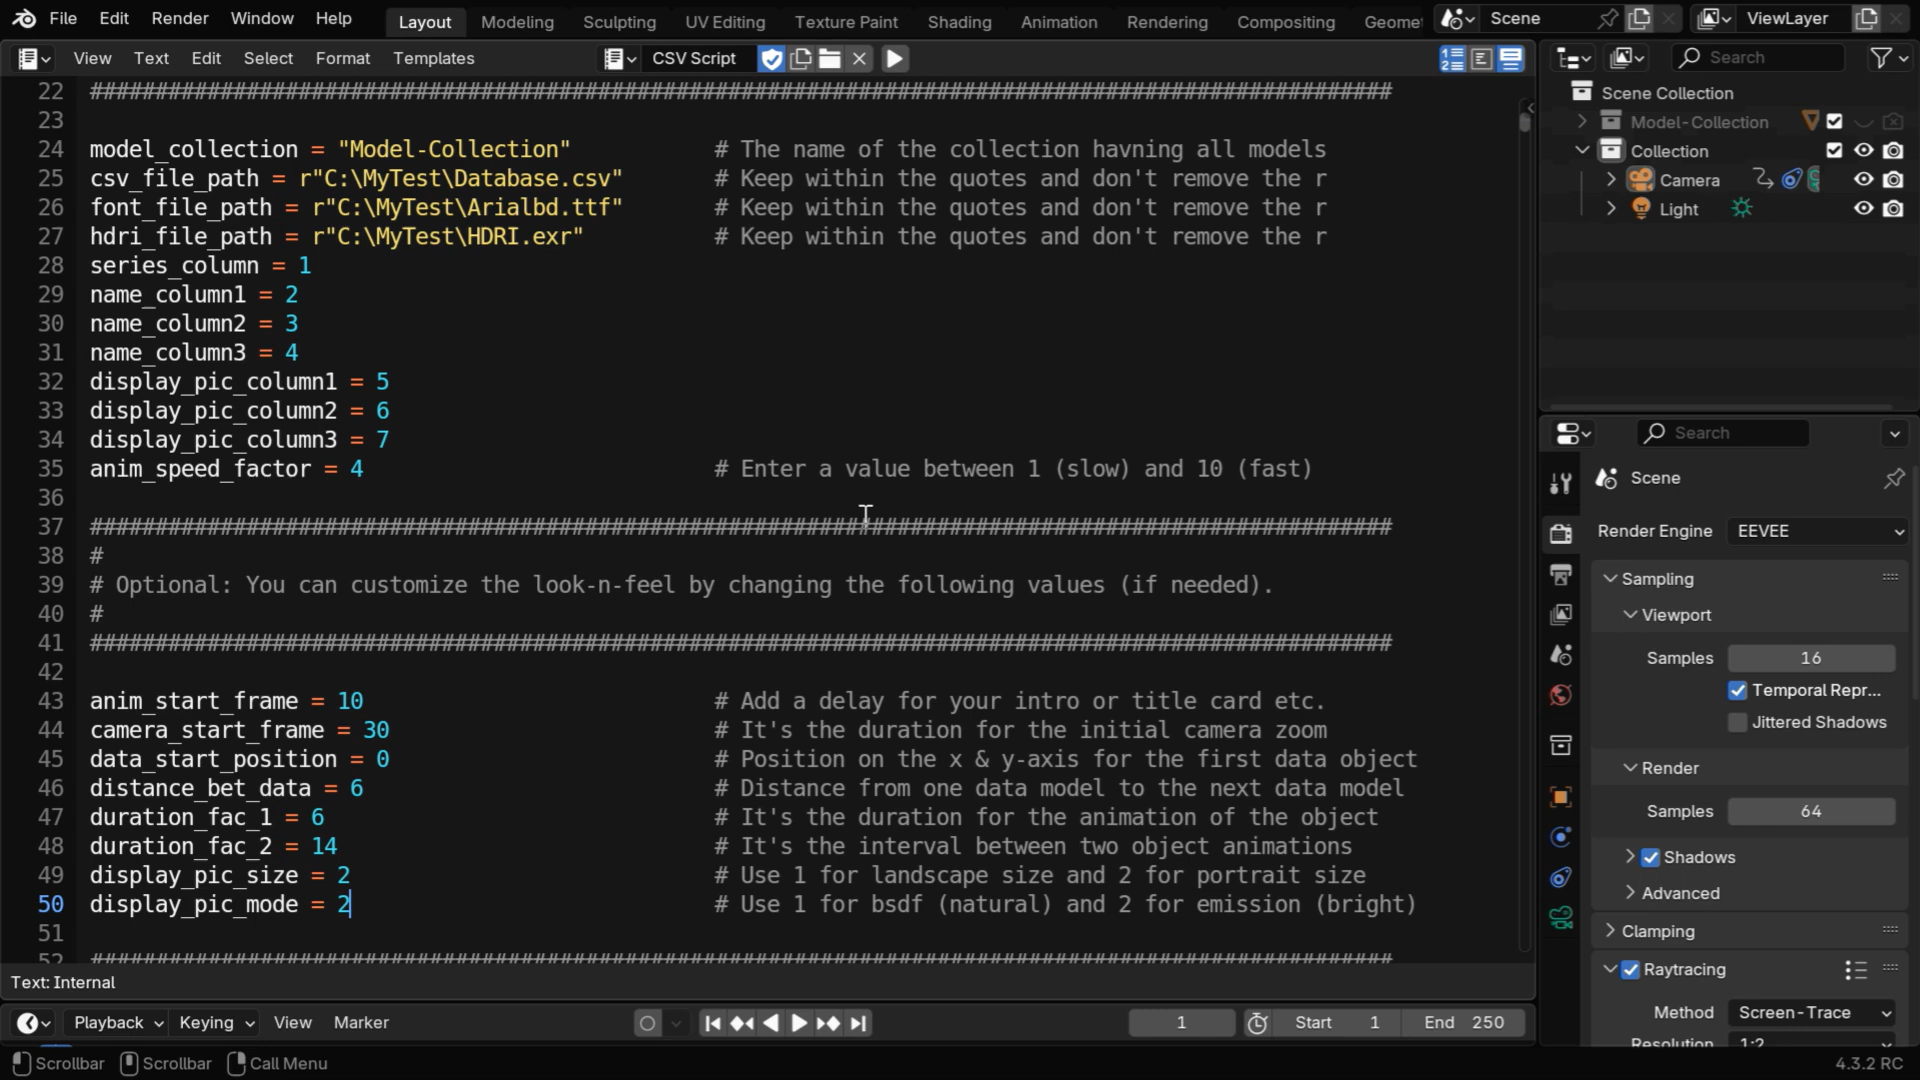 File Edit Render Window Help Layout Modeling Sculpting UV Editing Texture Paint Shading Animation Rendering Compositing Geome Scene ViewLayer
View Text Edit Select Format Templates CSV Script Search
22 ####################################################################################################
23
24 model_collection = "Model-Collection" # The name of the collection havning all models
25 csv_file_path = r"C:\MyTest\Database.csv" # Keep within the quotes and don't remove the r
26 font_file_path = r"C:\MyTest\Arialbd.ttf" # Keep within the quotes and don't remove the r
27 hdri_file_path = r"C:\MyTest\HDRI.exr" # Keep within the quotes and don't remove the r
28 series_column = 1
29 name_column1 = 2
30 name_column2 = 3
31 name_column3 = 4
32 display_pic_column1 = 5
33 display_pic_column2 = 6
34 display_pic_column3 = 7
35 anim_speed_factor = 4 # Enter a value between 1 (slow) and 10 (fast)
36
37 ####################################################################################################
38 #
39 # Optional: You can customize the look-n-feel by changing the following values (if needed).
40 #
41 ####################################################################################################
42
43 anim_start_frame = 10 # Add a delay for your intro or title card etc.
44 camera_start_frame = 30 # It's the duration for the initial camera zoom
45 data_start_position = 0 # Position on the x & y-axis for the first data object
46 distance_bet_data = 6 # Distance from one data model to the next data model
47 duration_fac_1 = 6 # It's the duration for the animation of the object
48 duration_fac_2 = 14 # It's the interval between two object animations
49 display_pic_size = 2 # Use 1 for landscape size and 2 for portrait size
50 display_pic_mode = 2 # Use 1 for bsdf (natural) and 2 for emission (bright)
51
52 ####################################################################################################
Text: Internal
Scene Collection
Model-Collection
Collection
Camera
Light
Search
Scene
Render Engine EEVEE
Sampling
Viewport
Samples 16
Temporal Repr...
Jittered Shadows
Render
Samples 64
Shadows
Advanced
Clamping
Raytracing
Method Screen-Trace
Resolution 1:2
Playback Keying View Marker 1 Start 1 End 250
Scrollbar Scrollbar Call Menu 4.3.2 RC